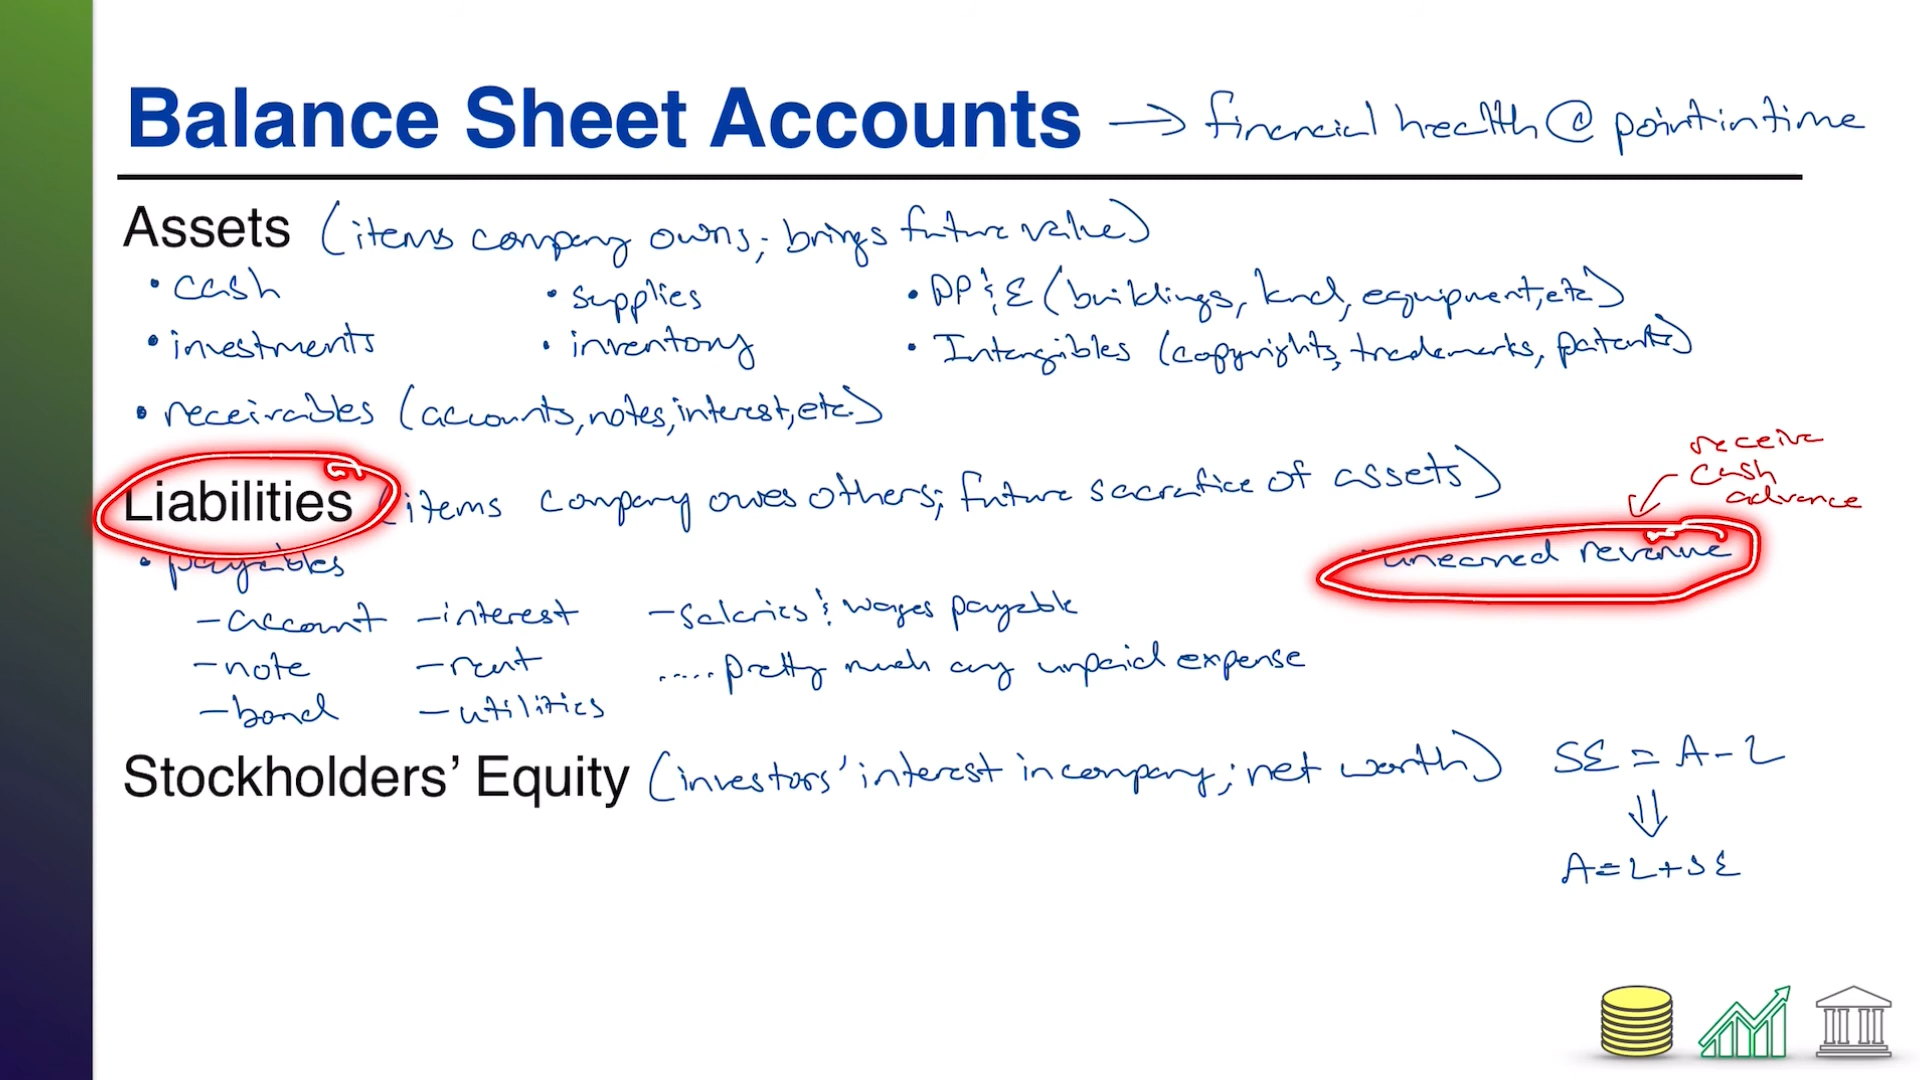 Balance Sheet Accounts → financial health @ point in time
Assets (items company owns; brings future value)
• cash • supplies • PP&E (buildings, land, equipment, etc)
• investments • inventory • Intangibles (copyrights, trademarks, patents)
• receivables (accounts, notes, interest, etc.)
receive
cash
advance
Liabilities (items company owes others; future sacrafice of assets)
• payables unearned revenue
- account - interest - salaries & wages payable
- note - rent ..... pretty much any unpaid expense
- bond - utilities
Stockholders' Equity (investors' interest in company; net worth) SE = A - L
⇓
A = L + SE